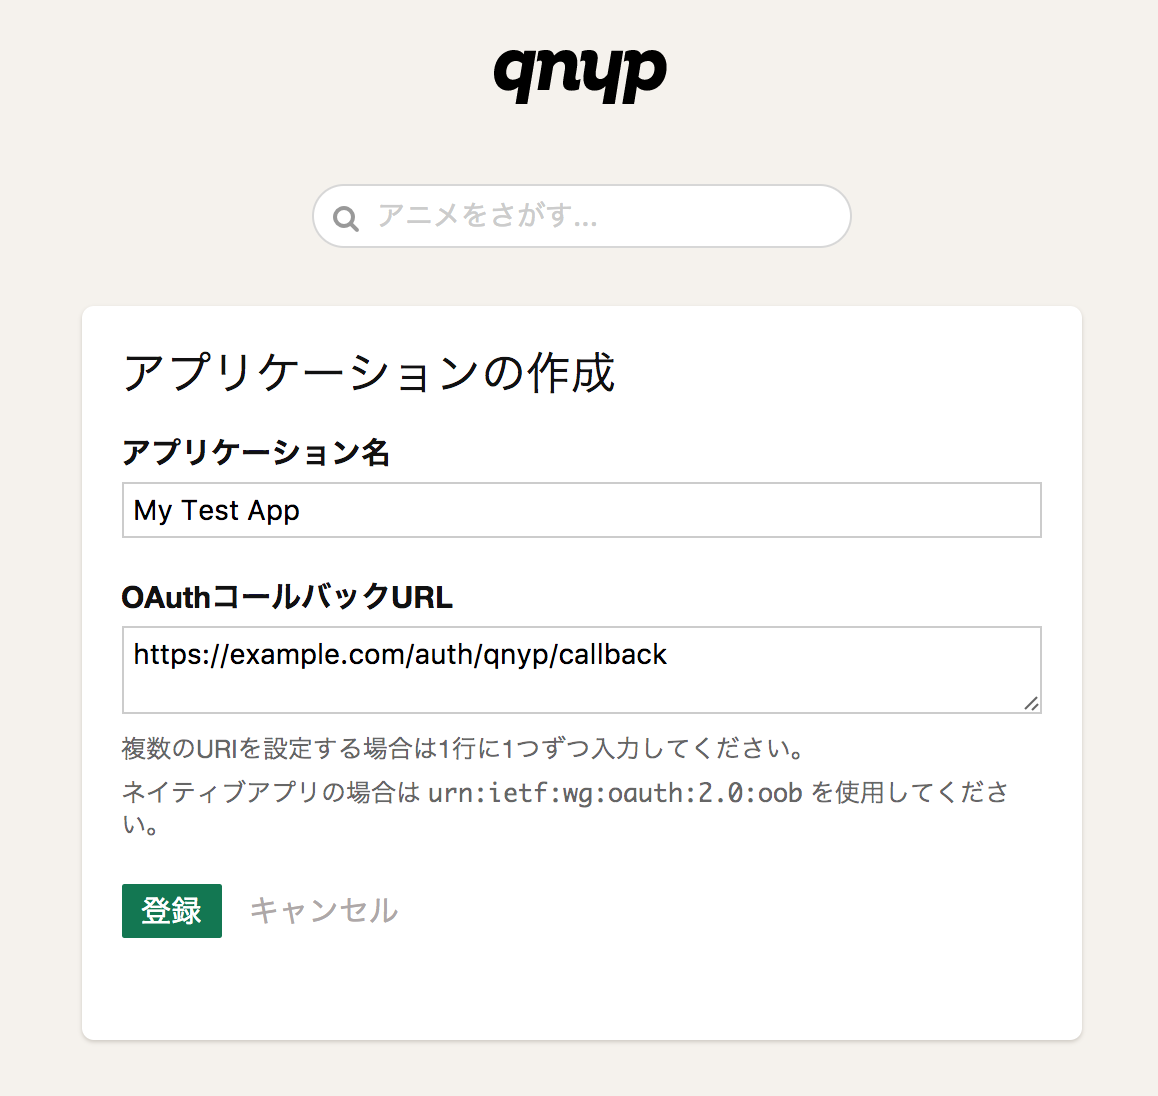 qnyp
アニメをさがす...
アプリケーションの作成
アプリケーション名
My Test App
OAuthコールバックURL
https://example.com/auth/qnyp/callback
複数のURIを設定する場合は1行に1つずつ入力してください。
ネイティブアプリの場合は urn:ietf:wg:oauth:2.0:oob を使用してくださ
い。
登録 キャンセル